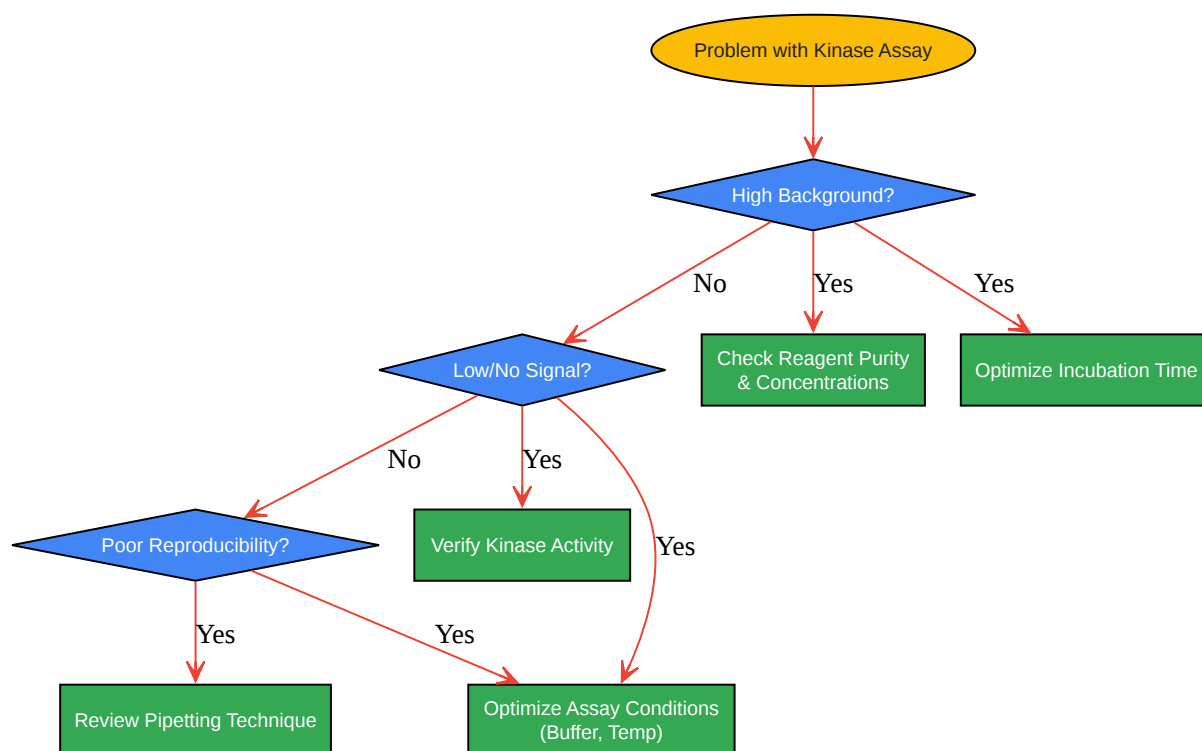 Problem with Kinase Assay
High Background?
No
Yes
Yes
Low/No Signal?
Check Reagent Purity
& Concentrations
Optimize Incubation Time
No
Yes
Yes
Poor Reproducibility?
Verify Kinase Activity
Yes
Yes
Review Pipetting Technique
Optimize Assay Conditions
(Buffer, Temp)